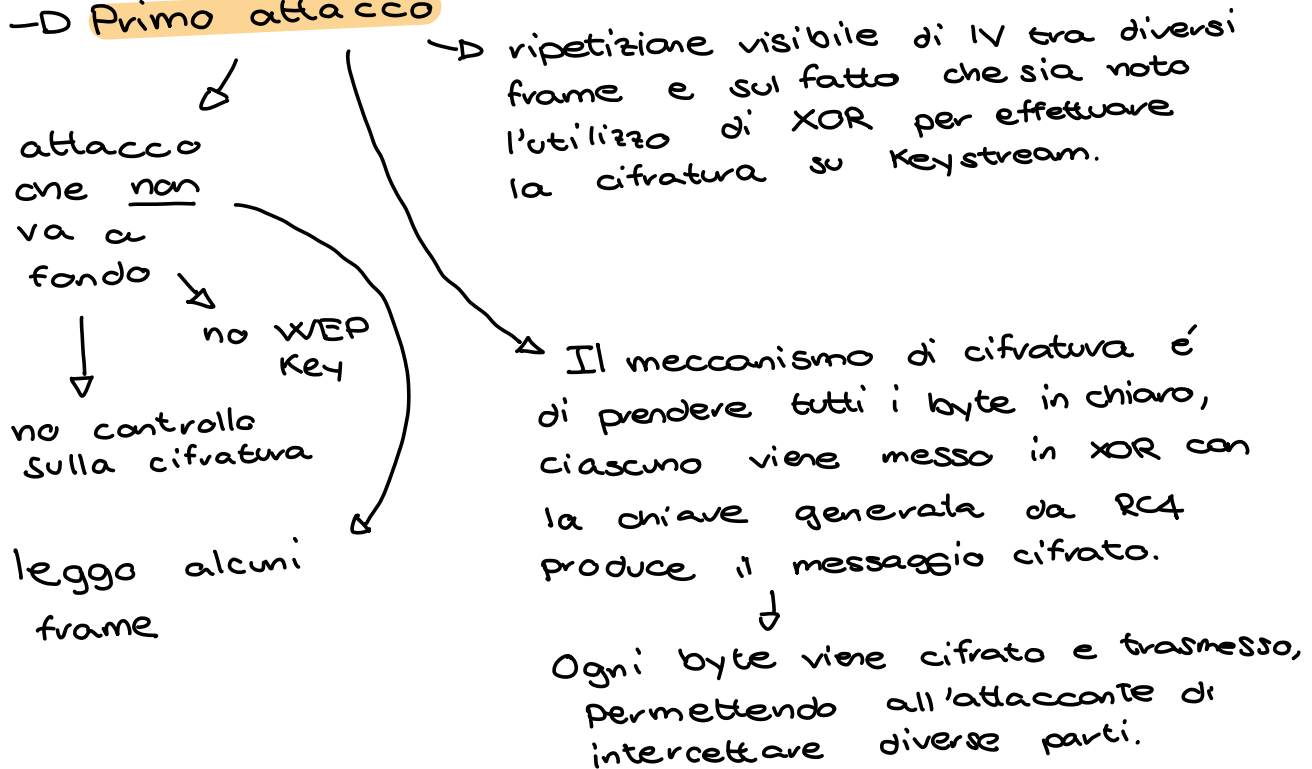 Primo attacco
ripetizione visibile di IV tra diversi
frame e sul fatto che sia noto
l'utilizzo di XOR per effettuare
la cifratura su Keystream.
attacco
che non
va a
fondo
no WEP
Key
no controllo
sulla cifratura
leggo alcuni
frame
Il meccanismo di cifratura é
di prendere tutti i byte in chiaro,
ciascuno viene messo in XOR con
la chiave generata da RC4
produce il messaggio cifrato.
Ogni byte viene cifrato e trasmesso,
permettendo all'attaccante di
intercettare diverse parti.